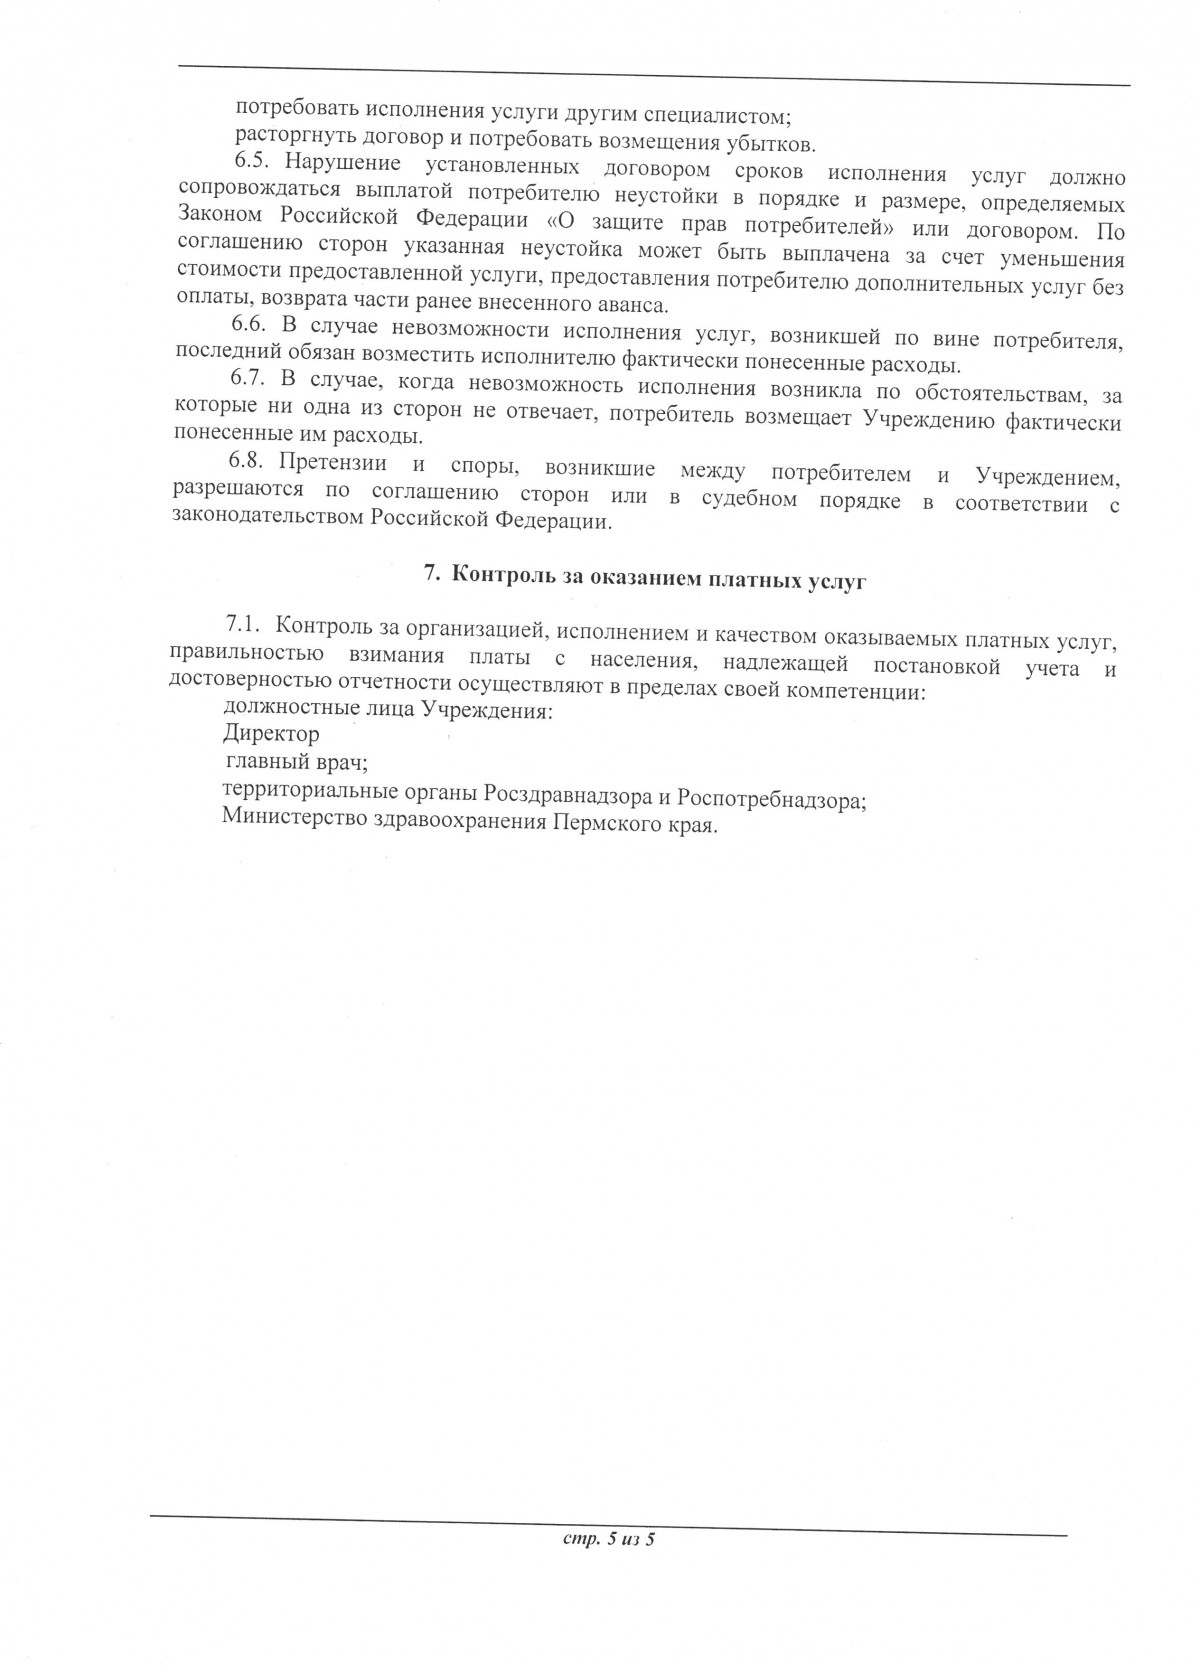 потребовать исполнения услуги другим специалистом;
расторгнуть договор и потребовать возмещения убытков.
6.5. Нарушение установленных договором сроков исполнения услуг должно
сопровождаться выплатой потребителю неустойки в порядке и размере, определяемых
Законом Российской Федерации «О защите прав потребителей» или договором. По
соглашению сторон указанная неустойка может быть выплачена за счет уменьшения
стоимости предоставленной услуги, предоставления потребителю дополнительных услуг без
оплаты, возврата части ранее внесенного аванса.
6.6. В случае невозможности исполнения услуг, возникшей по вине потребителя,
последний обязан возместить исполнителю фактически понесенные расходы.
6.7. В случае, когда невозможность исполнения возникла по обстоятельствам, за
которые ни одна из сторон не отвечает, потребитель возмещает Учреждению фактически
понесенные им расходы.
6.8. Претензии и споры, возникшие между потребителем и Учреждением,
разрешаются по соглашению сторон или в судебном порядке в соответствии с
законодательством Российской Федерации.
7. Контроль за оказанием платных услуг
7.1. Контроль за организацией, исполнением и качеством оказываемых платных услуг,
правильностью взимания платы с населения, надлежащей постановкой учета и
достоверностью отчетности осуществляют в пределах своей компетенции:
должностные лица Учреждения:
Директор
главный врач;
территориальные органы Росздравнадзора и Роспотребнадзора;
Министерство здравоохранения Пермского края.
стр. 5 из 5